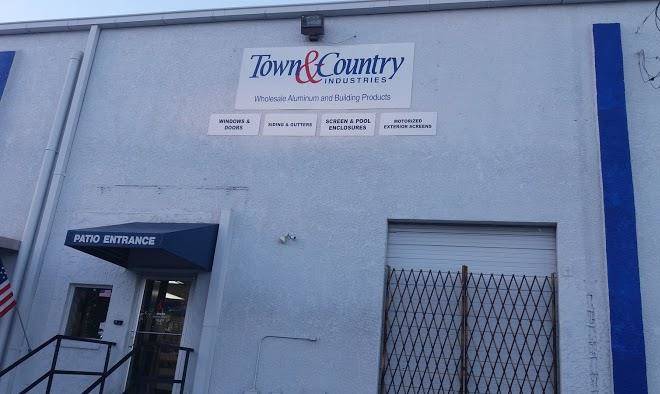 Town & Country
INDUSTRIES
Wholesale Aluminum and Building Products
WINDOWS &
DOORS
SIDING & GUTTERS
SCREEN & POOL
ENCLOSURES
MOTORIZED
EXTERIOR SCREENS
PATIO ENTRANCE